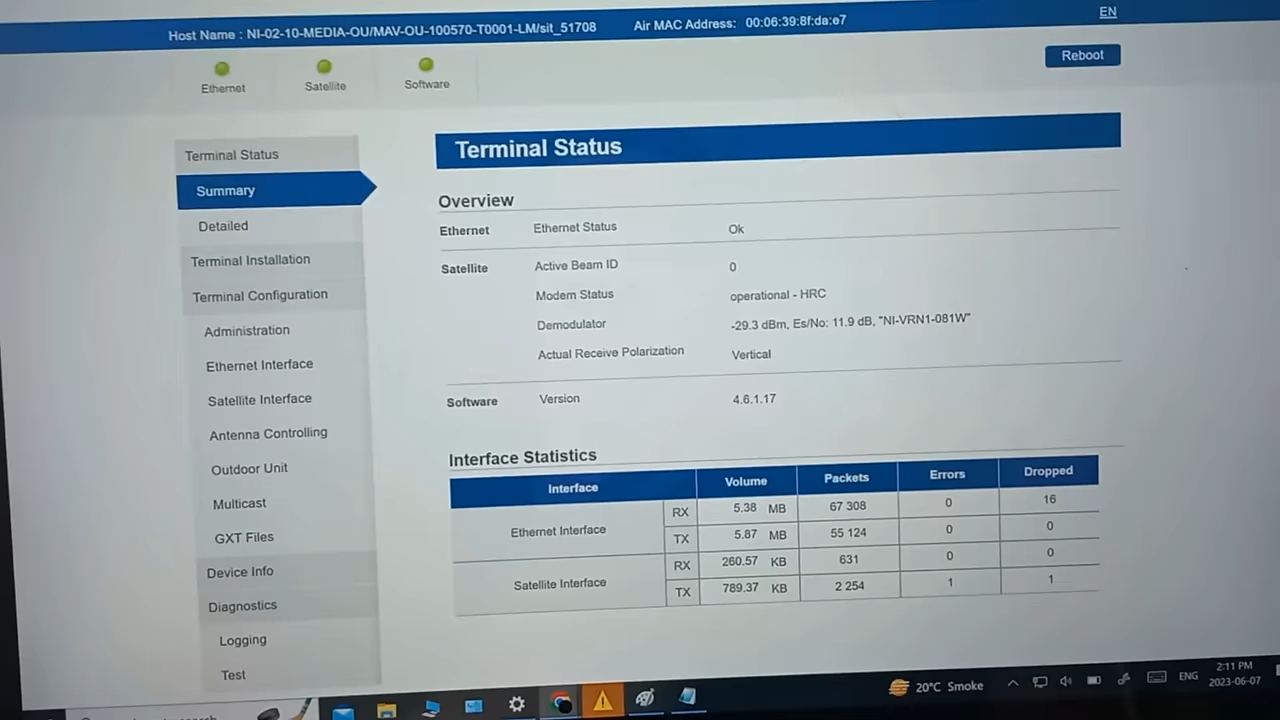 Host Name : NI-02-10-MEDIA-OU/MAV-OU-100570-T0001-LM/sit_51708 Air MAC Address: 00:06:39:8f:da:e7 EN
Ethernet Satellite Software Reboot
Terminal Status
Summary
Detailed
Terminal Installation
Terminal Configuration
Administration
Ethernet Interface
Satellite Interface
Antenna Controlling
Outdoor Unit
Multicast
GXT Files
Device Info
Diagnostics
Logging
Test
Terminal Status
Overview
Ethernet Ethernet Status Ok
Satellite Active Beam ID 0
Modem Status operational - HRC
Demodulator -29.3 dBm, Es/No: 11.9 dB, "NI-VRN1-081W"
Actual Receive Polarization Vertical
Software Version 4.6.1.17
Interface Statistics
Interface Volume Packets Errors Dropped
Ethernet Interface RX 5.38 MB 67 308 0 16
TX 5.87 MB 55 124 0 0
Satellite Interface RX 260.57 KB 631 0 0
TX 789.37 KB 2 254 1 1
20°C Smoke ENG 2:11 PM
2023-06-07